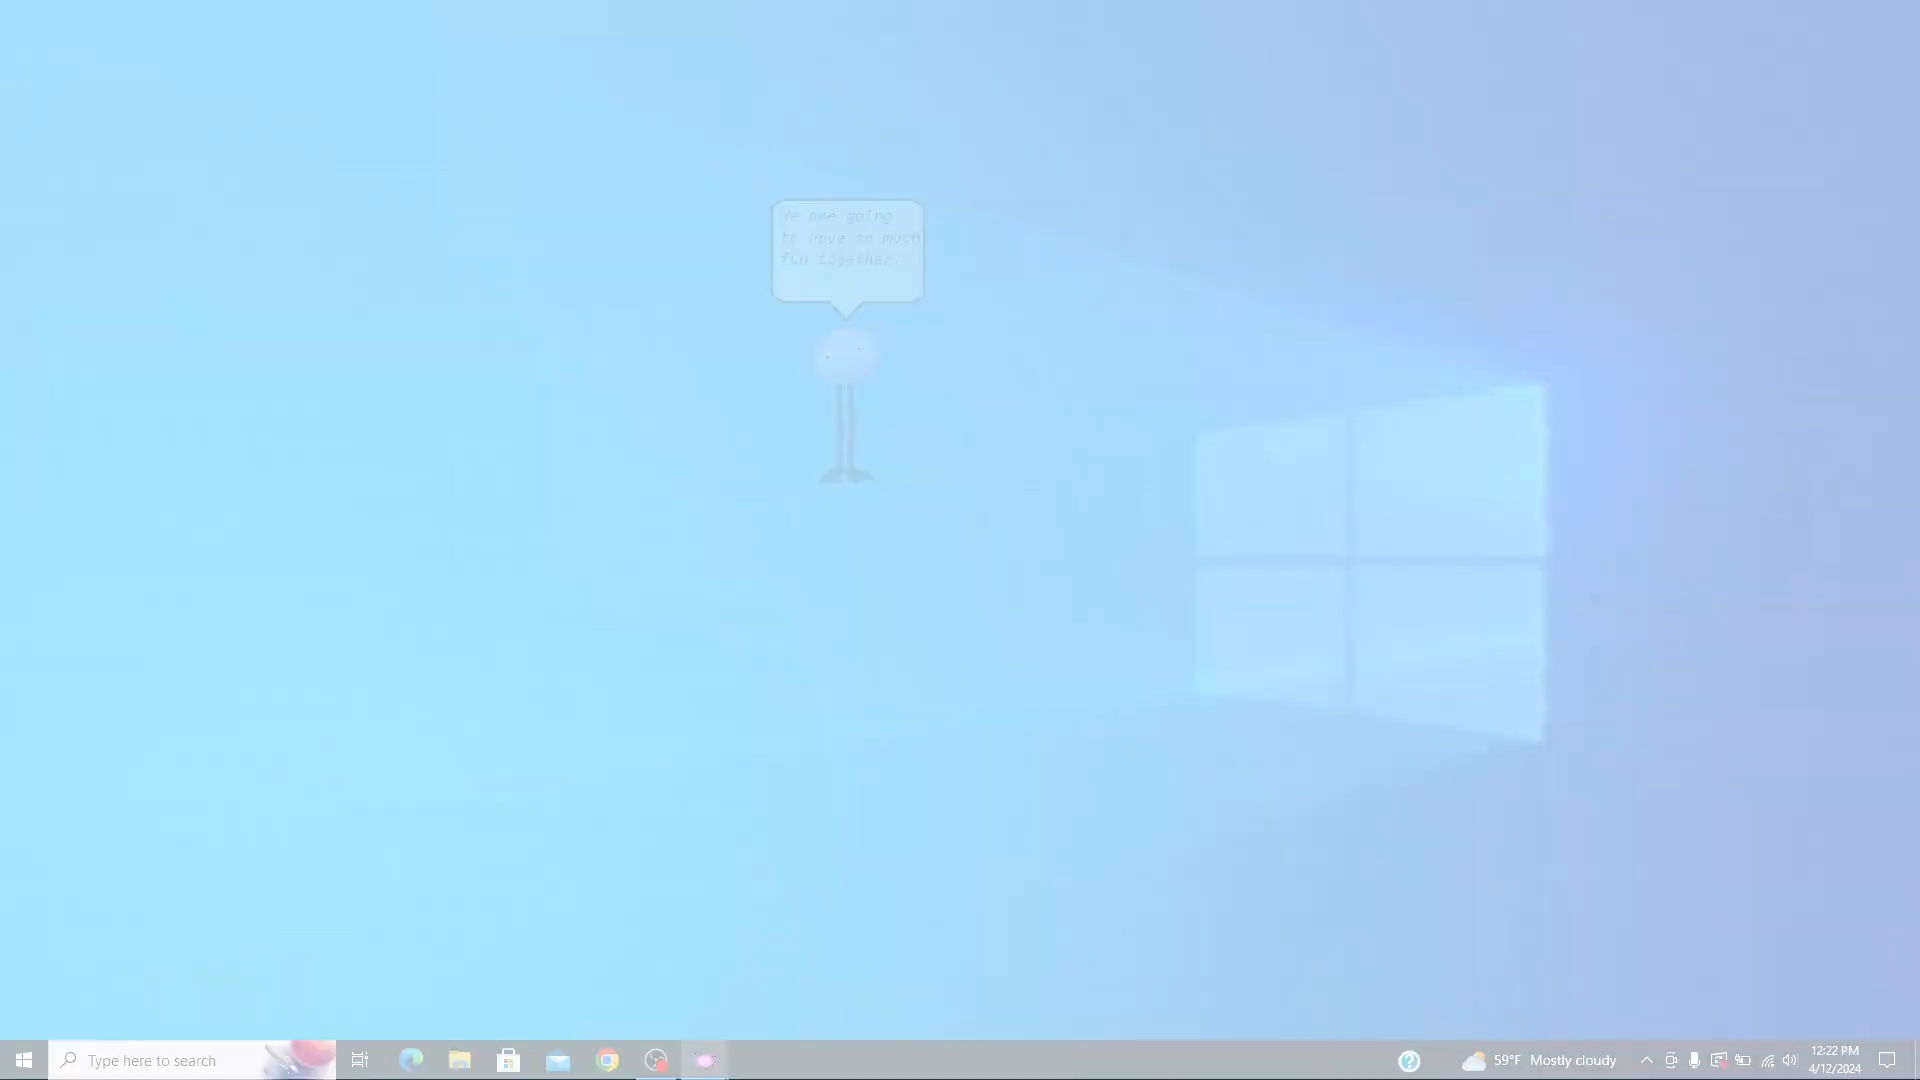 We are going
to have so much
fun together.
Type here to search
59°F Mostly cloudy
12:22 PM
4/12/2024